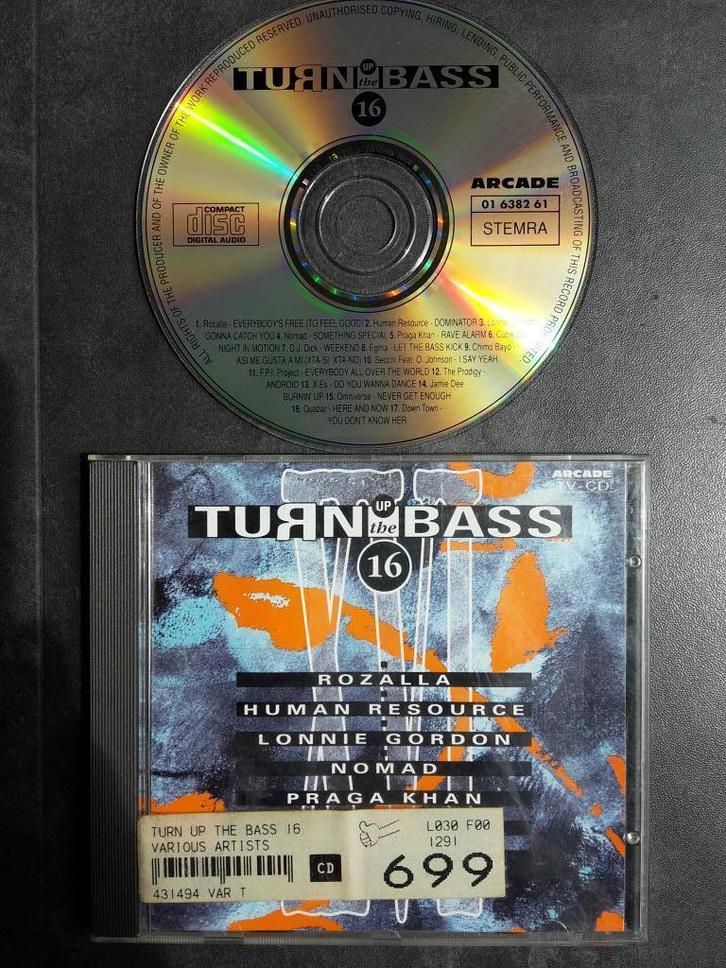 ALL RIGHTS OF THE PRODUCER AND OF THE OWNER OF THE WORK REPRODUCED RESERVED. UNAUTHORISED COPYING, HIRING, LENDING, PUBLIC PERFORMANCE AND BROADCASTING OF THIS RECORD PROHIBITED.
TUЯN UP the BASS
16
ARCADE
01 6382 61
STEMRA
COMPACT
disc
DIGITAL AUDIO
1. Rozalla - EVERYBODY'S FREE (TO FEEL GOOD) 2. Human Resource - DOMINATOR 3.
GONNA CATCH YOU 4. Nomad - SOMETHING SPECIAL 5. Praga Khan - RAVE ALARM 6.
NIGHT IN MOTION 7. D.J. Dick - WEEKEND 8. Egma - LET THE BASS KICK 9. Chimo Bayo -
ASI ME GUSTA A MI (XTA-SI, XTA-NO) 10. Secchi Feat. O. Johnson - I SAY YEAH
11. F.P.I. Project - EVERYBODY ALL OVER THE WORLD 12. The Prodigy -
ANDROID 13. X-Es - DO YOU WANNA DANCE 14. Jamie Dee
BURNIN' UP 15. Omniverse - NEVER GET ENOUGH
16. Quazar - HERE AND NOW 17. Down Town -
YOU DON'T KNOW HER
ARCADE
TV-CD
TUЯN UP the BASS
16
ROZALLA
HUMAN RESOURCE
LONNIE GORDON
NOMAD
PRAGA KHAN
TURN UP THE BASS 16
VARIOUS ARTISTS
L030 F00
1291
CD
699
431494 VAR T